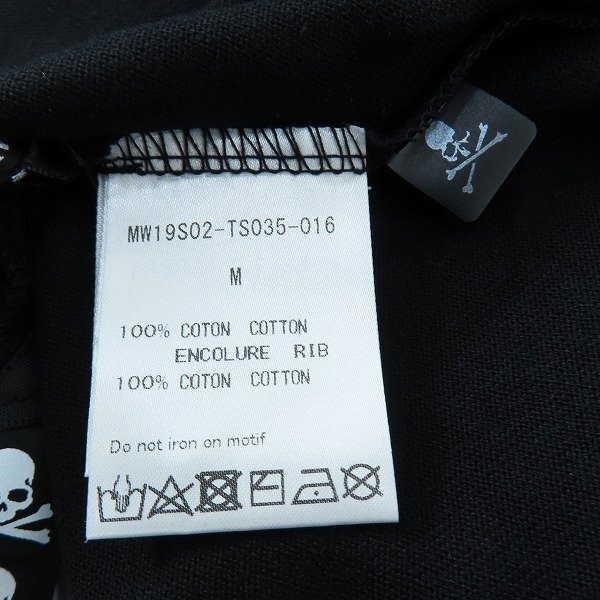 MW19S02-TS035-016
M
100% COTON COTTON
ENCOLURE RIB
100% COTON COTTON
Do not iron on motif